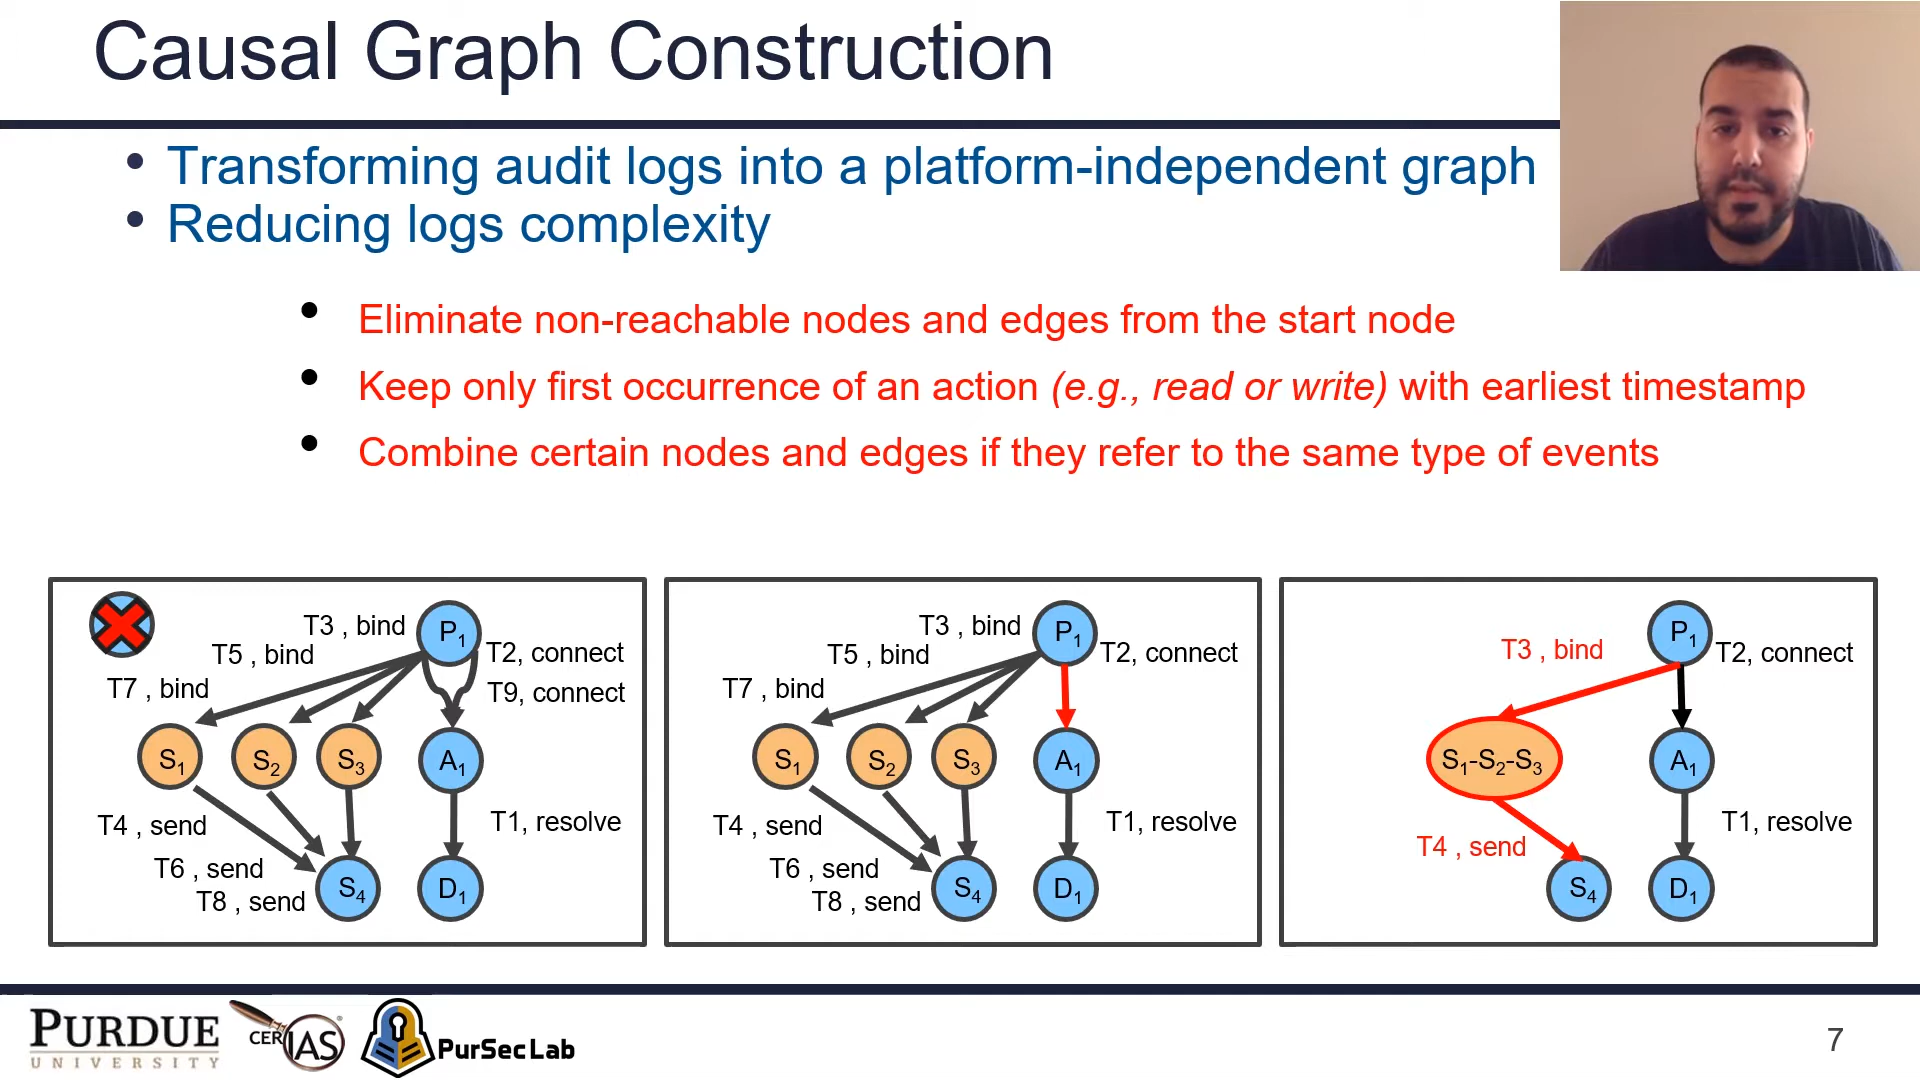 Causal Graph Construction
• Transforming audit logs into a platform-independent graph
• Reducing logs complexity
• Eliminate non-reachable nodes and edges from the start node
• Keep only first occurrence of an action (e.g., read or write) with earliest timestamp
• Combine certain nodes and edges if they refer to the same type of events
T3 , bind
P1
T5 , bind
T2, connect
T7 , bind
T9, connect
S1
S2
S3
A1
T4 , send
T1, resolve
T6 , send
T8 , send
S4
D1
T3 , bind
P1
T5 , bind
T2, connect
T7 , bind
S1
S2
S3
A1
T4 , send
T1, resolve
T6 , send
T8 , send
S4
D1
P1
T3 , bind
T2, connect
S1-S2-S3
A1
T4 , send
T1, resolve
S4
D1
PURDUE
UNIVERSITY
CERIAS
PurSecLab
7